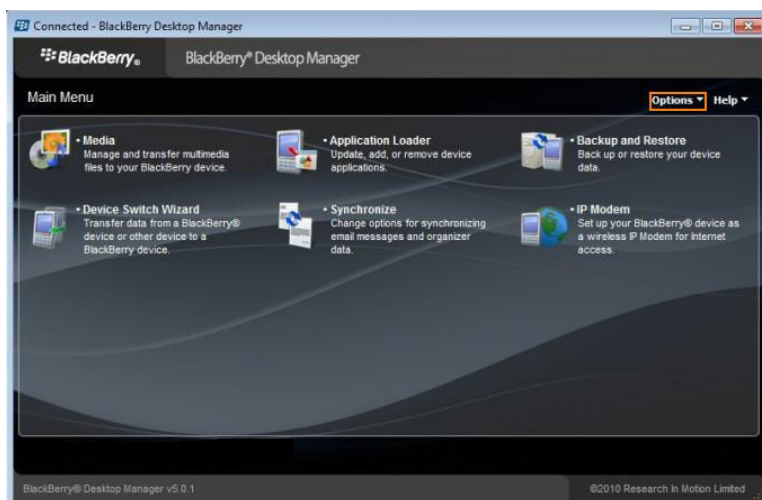 Connected - BlackBerry Desktop Manager
BlackBerry®
BlackBerry® Desktop Manager
Main Menu
Options
Help
• Media
Manage and transfer multimedia
files to your BlackBerry device.
• Application Loader
Update, add, or remove device
applications.
• Backup and Restore
Back up or restore your device
data.
• Device Switch
Wizard
Transfer data from a BlackBerry®
device or other device to a
BlackBerry device.
• Synchronize
Change options for synchronizing
email messages and organizer
data.
• IP Modem
Set up your BlackBerry® device as
a wireless IP Modem for Internet
access.
BlackBerry® Desktop Manager v5.0.1
©2010 Research In Motion Limited